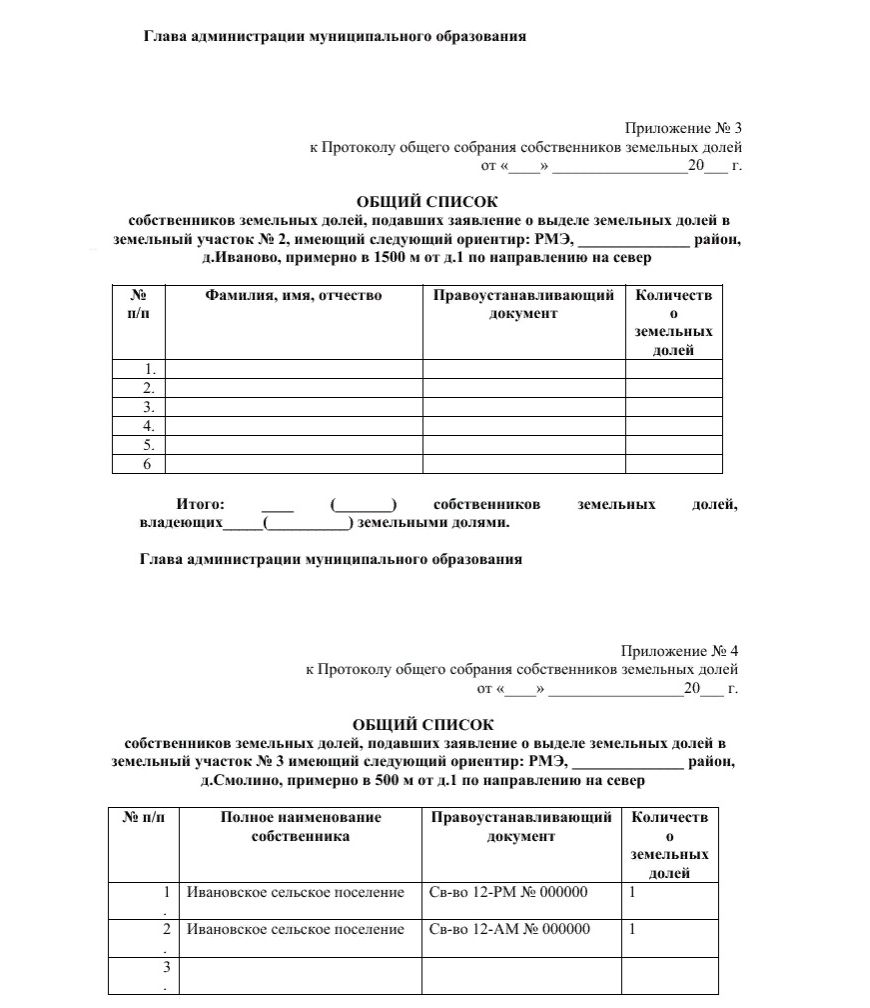 Глава администрации муниципального образования
Приложение № 3
к Протоколу общего собрания собственников земельных долей
от «____» _________________20___ г.
ОБЩИЙ СПИСОК
собственников земельных долей, подавших заявление о выделе земельных долей в
земельный участок № 2, имеющий следующий ориентир: РМЭ, ______________ район,
д.Иваново, примерно в 1500 м от д.1 по направлению на север
№ Фамилия, имя, отчество Правоустанавливающий Количеств
п/п документ о
земельных
долей
1.
2.
3.
4.
5.
6
Итого: ____ (_______) собственников земельных долей,
владеющих_____(__________) земельными долями.
Глава администрации муниципального образования
Приложение № 4
к Протоколу общего собрания собственников земельных долей
от «____» _________________20___ г.
ОБЩИЙ СПИСОК
собственников земельных долей, подавших заявление о выделе земельных долей в
земельный участок № 3 имеющий следующий ориентир: РМЭ, ______________ район,
д.Смолино, примерно в 500 м от д.1 по направлению на север
№ п/п Полное наименование Правоустанавливающий Количеств
собственника документ о
земельных
долей
1 Ивановское сельское поселение Св-во 12-РМ № 000000 1
.
2 Ивановское сельское поселение Св-во 12-АМ № 000000 1
.
3
.